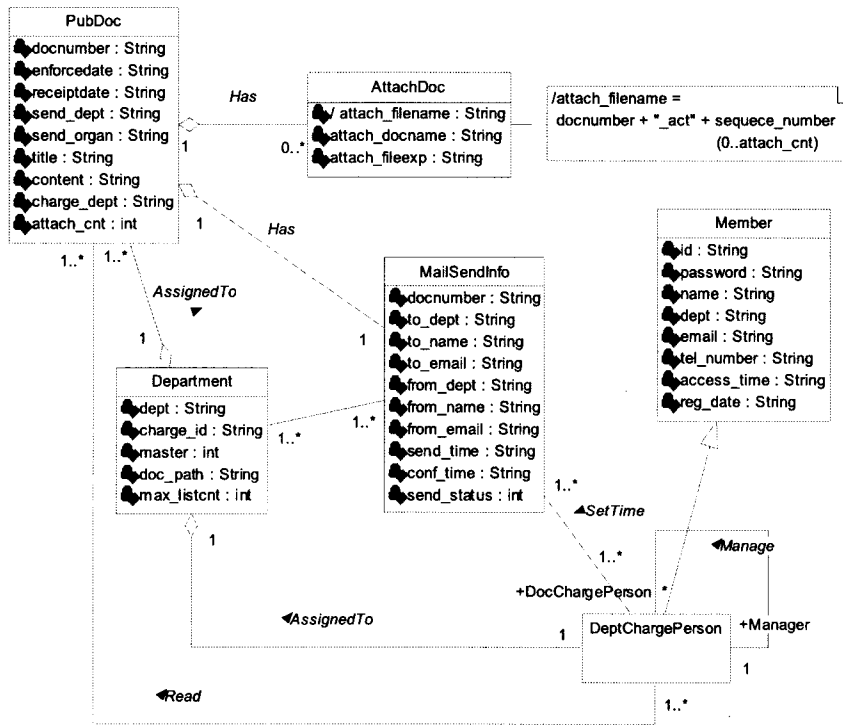 PubDoc
docnumber : String
enforcedate : String
receiptdate : String
send_dept : String
send_organ : String
title : String
content : String
charge_dept : String
attach_cnt : int
Has
1
0..*
AttachDoc
/ attach_filename : String
attach_docname : String
attach_fileexp : String
/attach_filename =
docnumber + "_act" + sequece_number
(0..attach_cnt)
1
Has
1
1..*
1..*
AssignedTo
1
Department
dept : String
charge_id : String
master : int
doc_path : String
max_listcnt : int
1..*
1..*
MailSendInfo
docnumber : String
to_dept : String
to_name : String
to_email : String
from_dept : String
from_name : String
from_email : String
send_time : String
conf_time : String
send_status : int
Member
id : String
password : String
name : String
dept : String
email : String
tel_number : String
access_time : String
reg_date : String
1..*
SetTime
1..*
+DocChargePerson
*
Manage
+Manager
1
DeptChargPerson
1
AssignedTo
1
Read
1..*